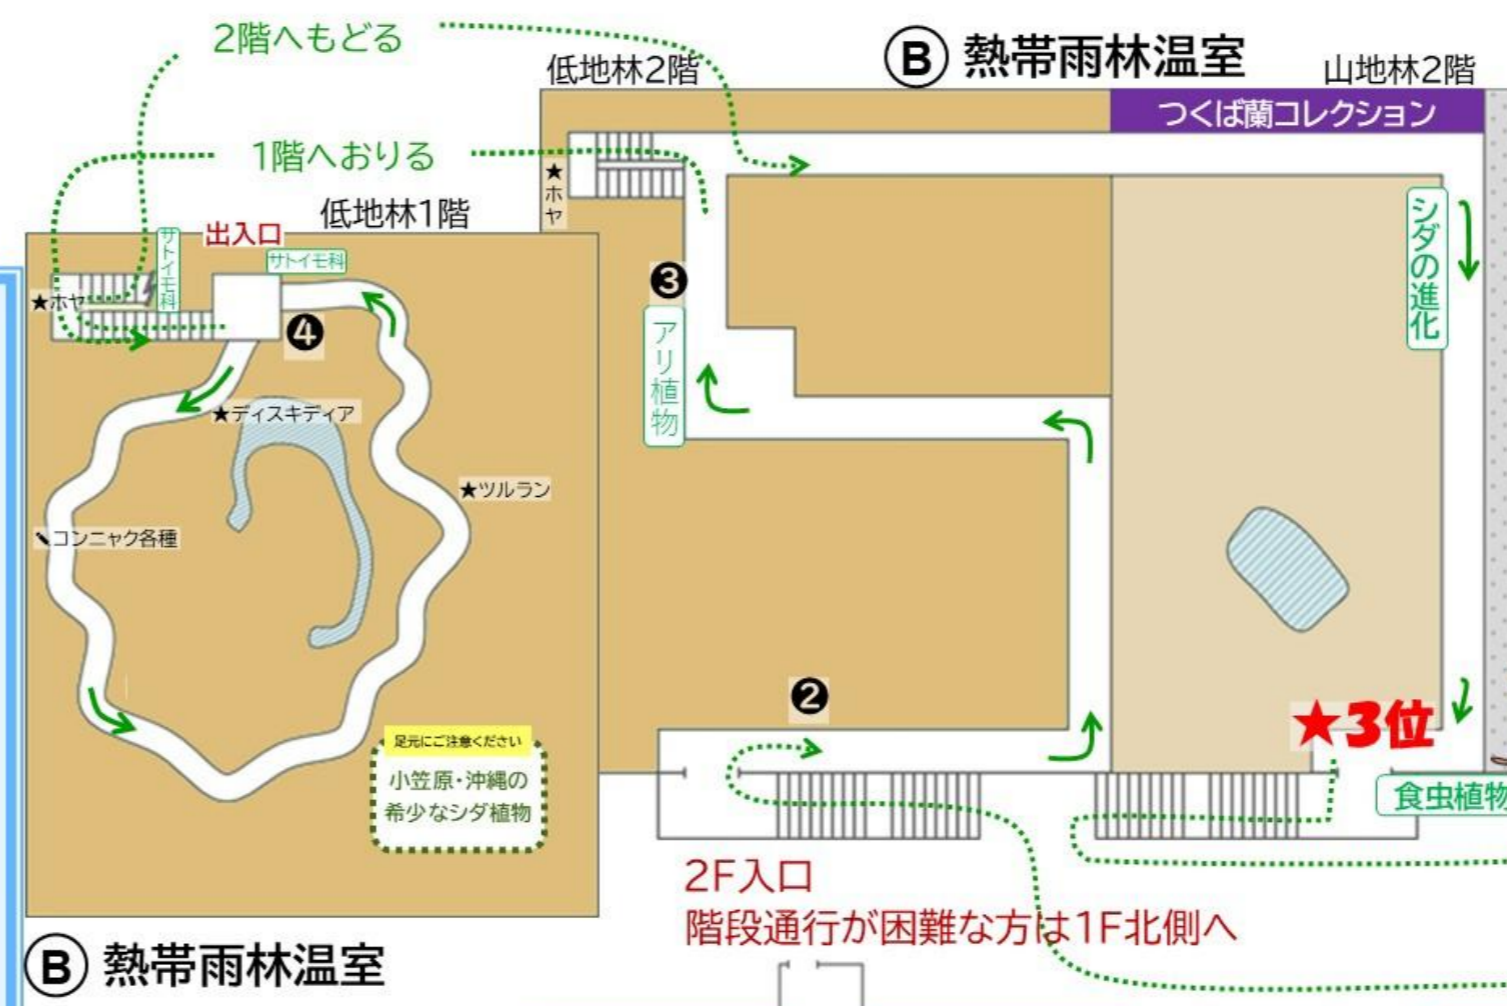 2階へもどる
Ⓑ 熱帯雨林温室
低地林2階
山地林2階
つくば蘭コレクション
1階へおりる
★ホヤ
低地林1階
出入口
サトイモ科
サトイモ科
シダの進化
★ホヤ
❸
❹
アリ植物
★ディスキディア
★ツルラン
コンニャク各種
❷
★3位
足元にご注意ください
小笠原・沖縄の
希少なシダ植物
食虫植物
2F入口
階段通行が困難な方は1F北側へ
Ⓑ 熱帯雨林温室